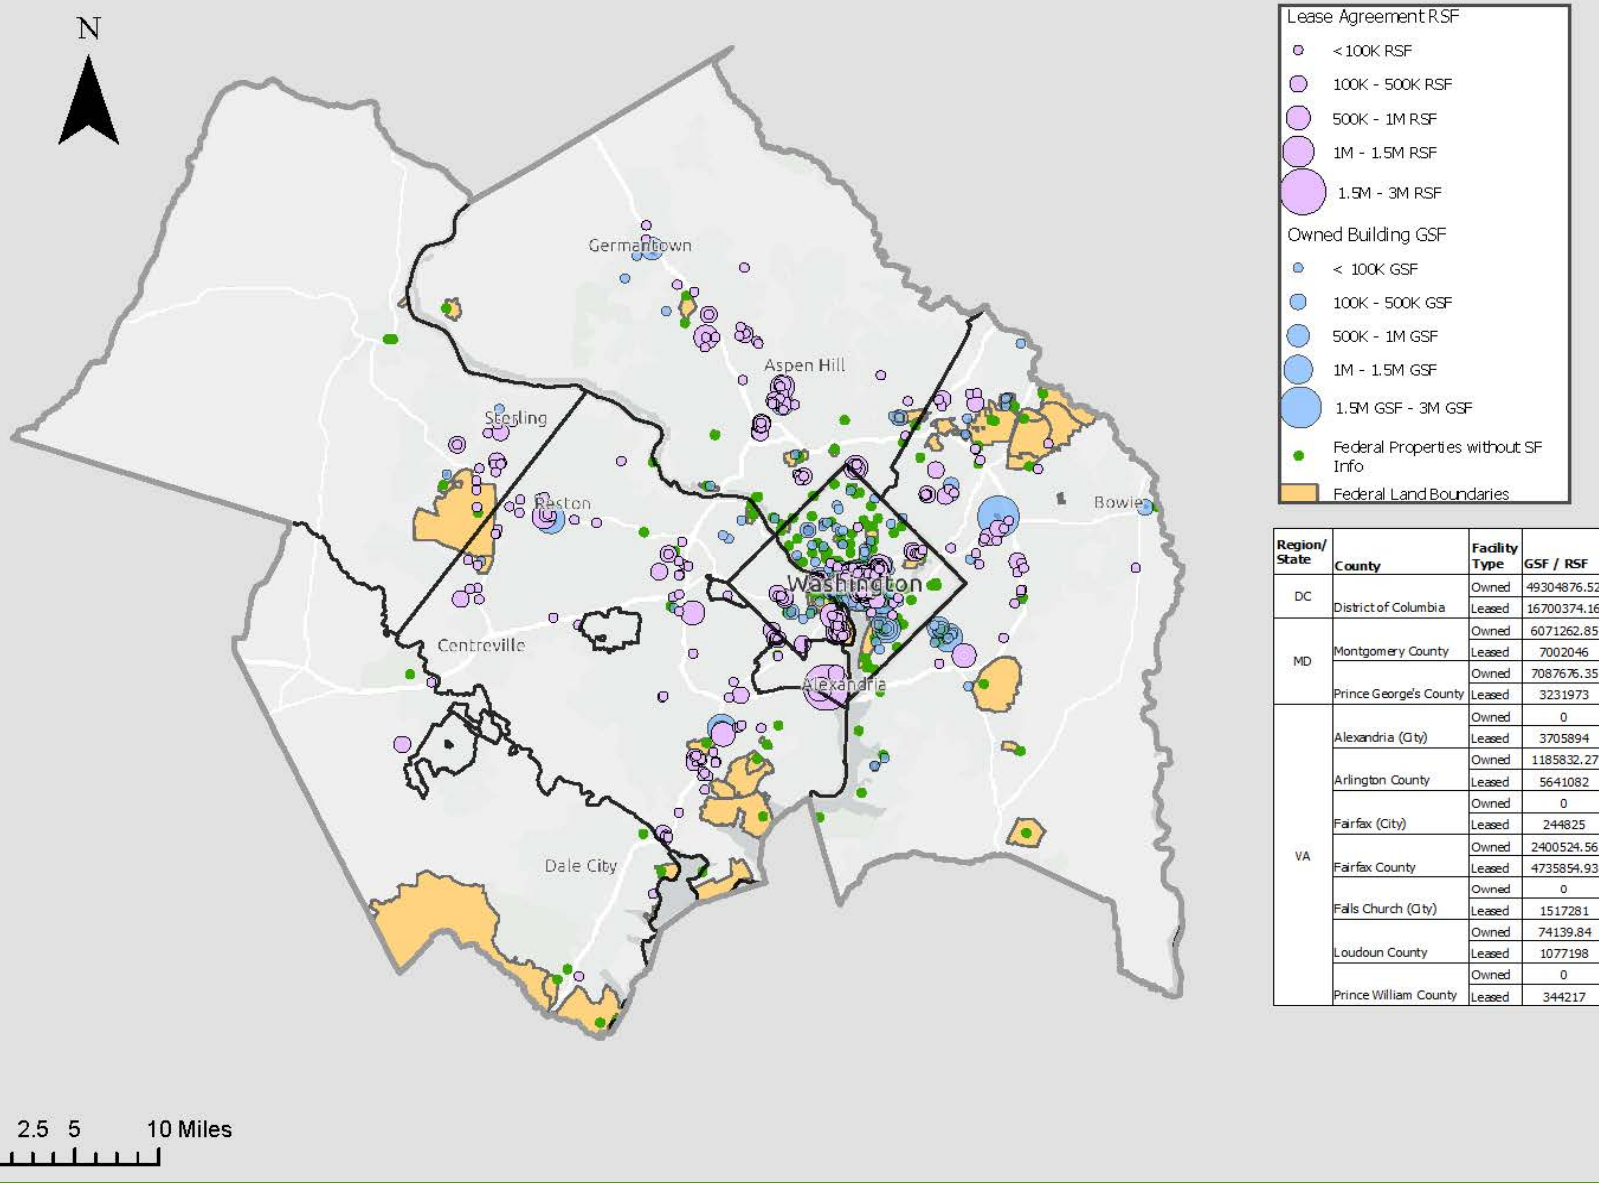 N
Germantown
Aspen Hill
Sterling
Reston
Bowie
Washington
Centreville
Alexandria
Dale City
2.5 5 10 Miles
Lease Agreement RSF
< 100K RSF
100K - 500K RSF
500K - 1M RSF
1M - 1.5M RSF
1.5M - 3M RSF
Owned Building GSF
< 100K GSF
100K - 500K GSF
500K - 1M GSF
1M - 1.5M GSF
1.5M GSF - 3M GSF
Federal Properties without SF
Info
Federal Land Boundaries
Region/ State County Facility Type GSF / RSF
DC District of Columbia Owned 49304876.52
Leased 16700374.16
MD Montgomery County Owned 6071262.85
Leased 7002046
Prince George's County Owned 7087676.35
Leased 3231973
VA Alexandria (City) Owned 0
Leased 3705894
Arlington County Owned 1185832.27
Leased 5641082
Fairfax (City) Owned 0
Leased 244825
Fairfax County Owned 2400524.56
Leased 4735854.93
Falls Church (City) Owned 0
Leased 1517281
Loudoun County Owned 74139.84
Leased 1077198
Prince William County Owned 0
Leased 344217